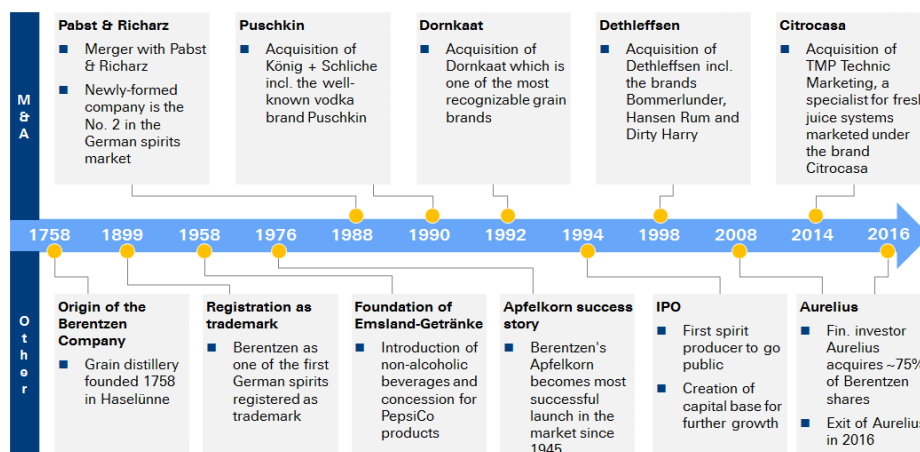 Pabst & Richarz
Merger with Pabst
& Richarz
Newly-formed
company is the
No. 2 in the
German spirits
market
Puschkin
Acquisition of
König + Schliche
incl. the well-
known vodka
brand Puschkin
Dornkaat
Acquisition of
Dornkaat which is
one of the most
recognizable grain
brands
Dethleffsen
Acquisition of
Dethleffsen incl.
the brands
Bommerlunder,
Hansen Rum and
Dirty Harry
Citrocasa
Acquisition of
TMP Technic
Marketing, a
specialist for fresh
juice systems
marketed under
the brand
Citrocasa
M
&
A
1758 1899 1958 1976 1988 1990 1992 1994 1998 2008 2014 2016
O
t
h
e
r
Origin of the
Berentzen
Company
Grain distillery
founded 1758
in Haselünne
Registration as
trademark
Berentzen as
one of the first
German spirits
registered as
trademark
Foundation of
Emsland-Getränke
Introduction of
non-alcoholic
beverages and
concession for
PepsiCo
products
Apfelkorn success
story
Berentzen's
Apfelkorn
becomes most
successful
launch in the
market since
1945
IPO
First spirit
producer to go
public
Creation of
capital base for
further growth
Aurelius
Fin. investor
Aurelius
acquires ~75%
of Berentzen
shares
Exit of Aurelius
in 2016